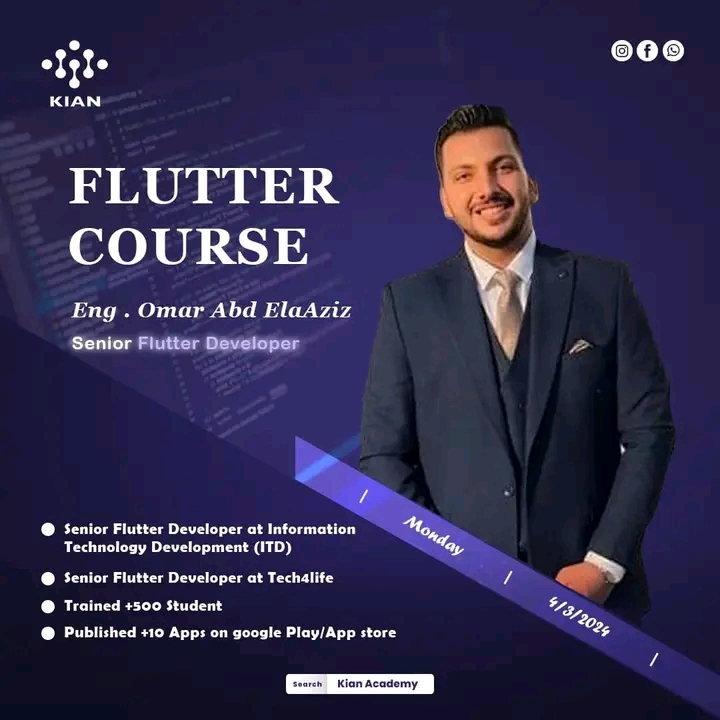 KIAN
FLUTTER
COURSE
Eng . Omar Abd ElaAziz
Senior Flutter Developer
Senior Flutter Developer at Information
Technology Development (ITD)
Senior Flutter Developer at Tech4life
Trained +500 Student
Published +10 Apps on google Play/App store
| Monday | 4/3/2024 |
Search Kian Academy